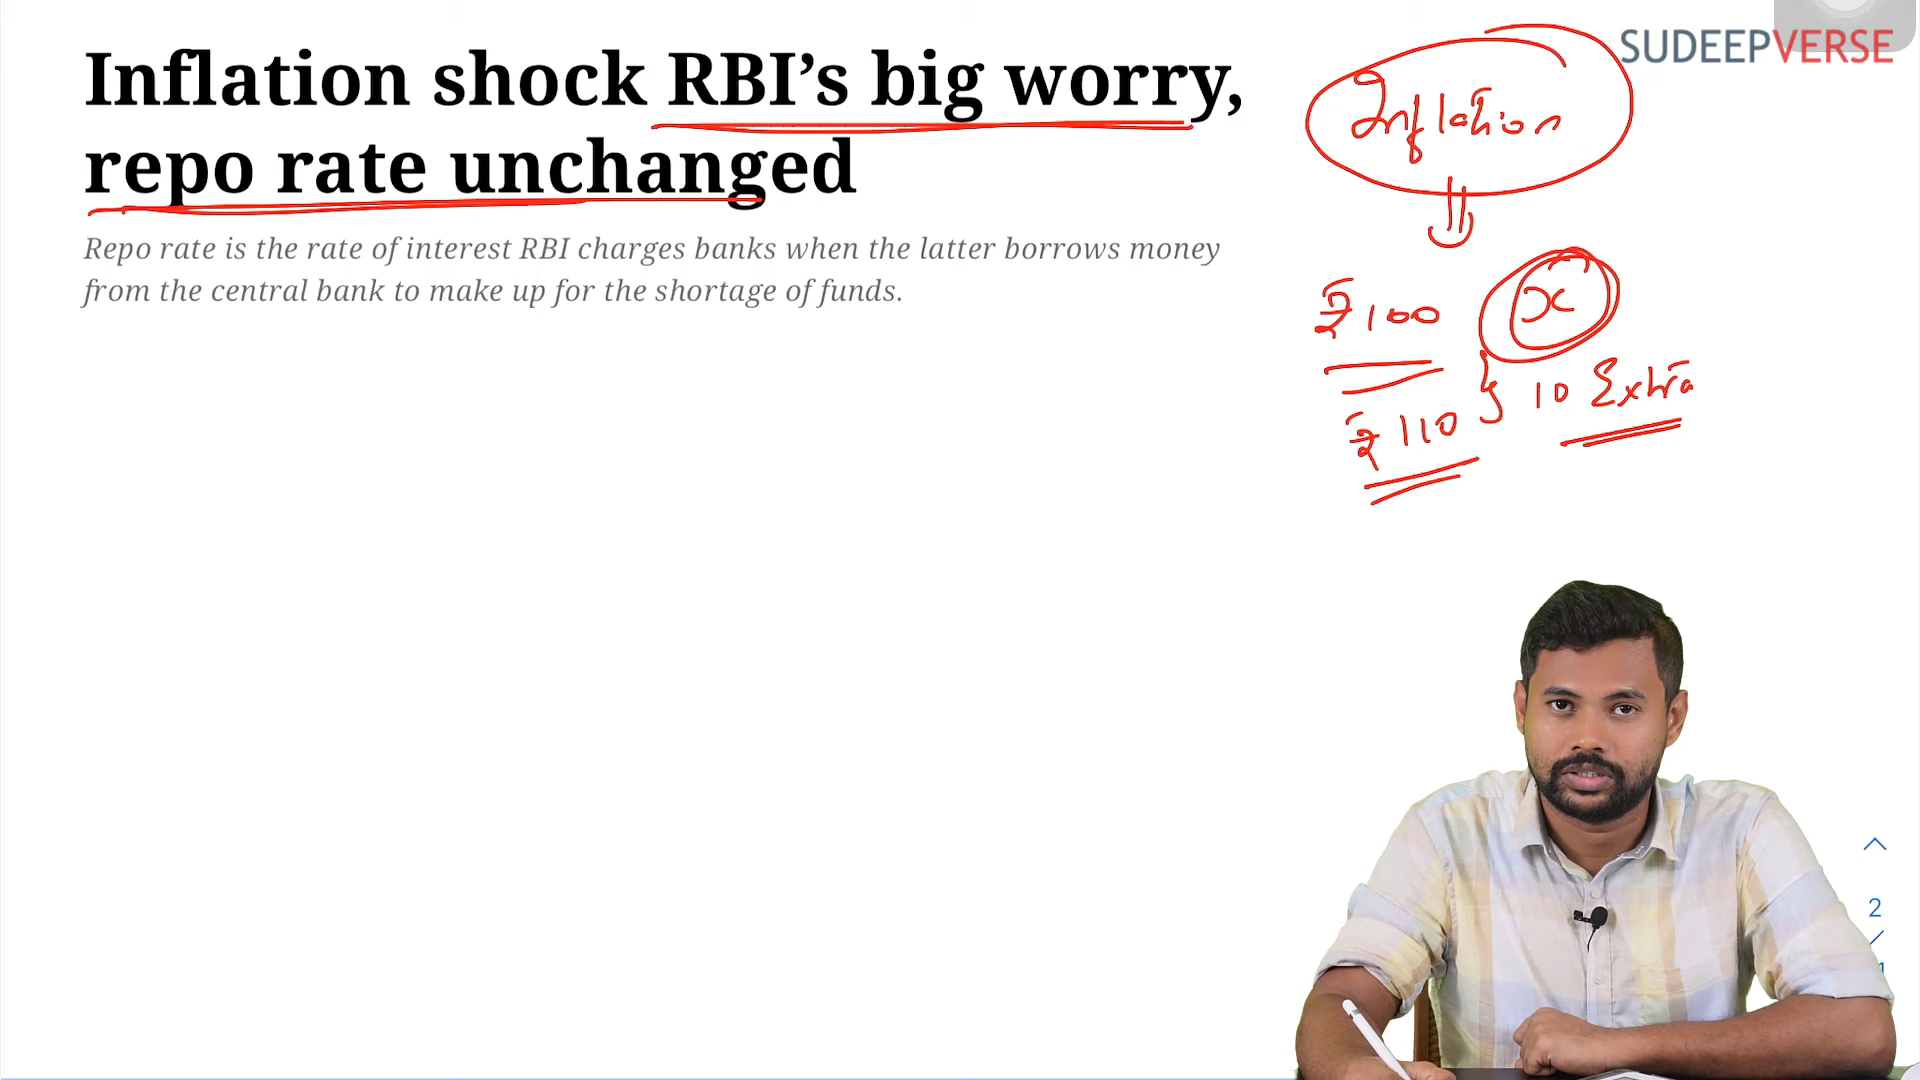 SUDEEPVERSE
Inflation shock RBI’s big worry,
repo rate unchanged
Repo rate is the rate of interest RBI charges banks when the latter borrows money
from the central bank to make up for the shortage of funds.
Inflation
₹ 100
x
10 Extra
₹ 110
2